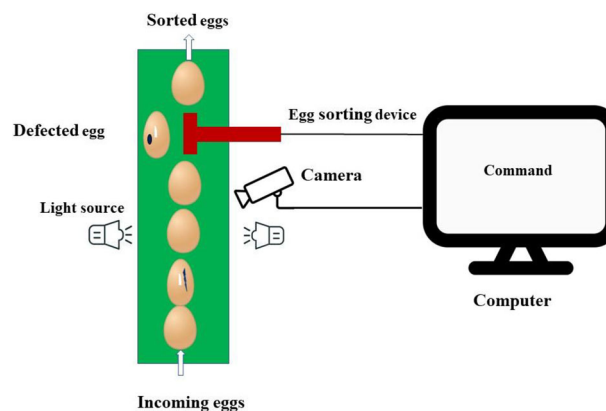 Sorted eggs
Egg sorting device
Defected egg
Command
Camera
Light source
Computer
Incoming eggs